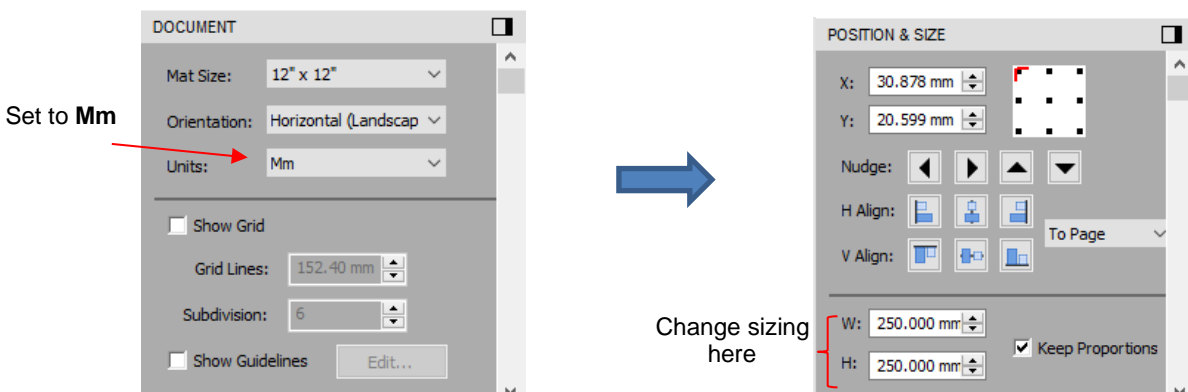 DOCUMENT
Mat Size: 12" x 12"
Set to Mm
Orientation: Horizontal (Landscap
Units: Mm
Show Grid
Grid Lines: 152.40 mm
Subdivision: 6
Show Guidelines Edit...
POSITION & SIZE
X: 30.878 mm
Y: 20.599 mm
Nudge:
H Align:
To Page
V Align:
Change sizing here
W: 250.000 mm
H: 250.000 mm
Keep Proportions